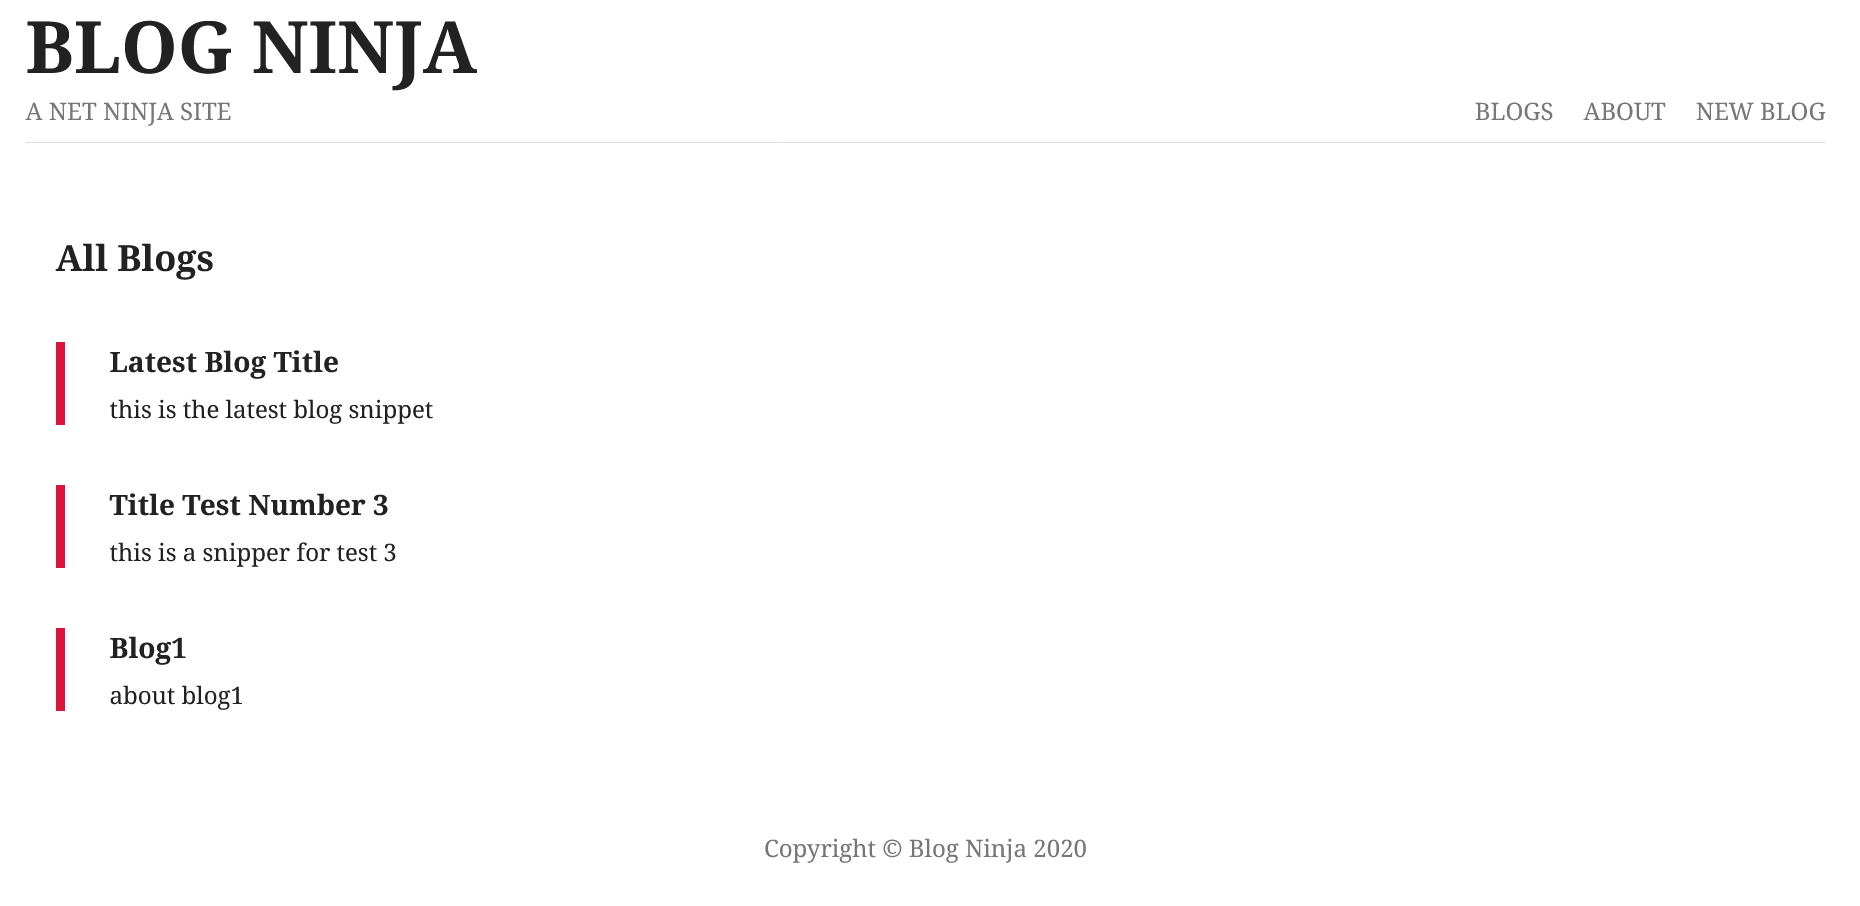 BLOG NINJA
A NET NINJA SITE
BLOGS ABOUT NEW BLOG
All Blogs
Latest Blog Title
this is the latest blog snippet
Title Test Number 3
this is a snipper for test 3
Blog1
about blog1
Copyright © Blog Ninja 2020